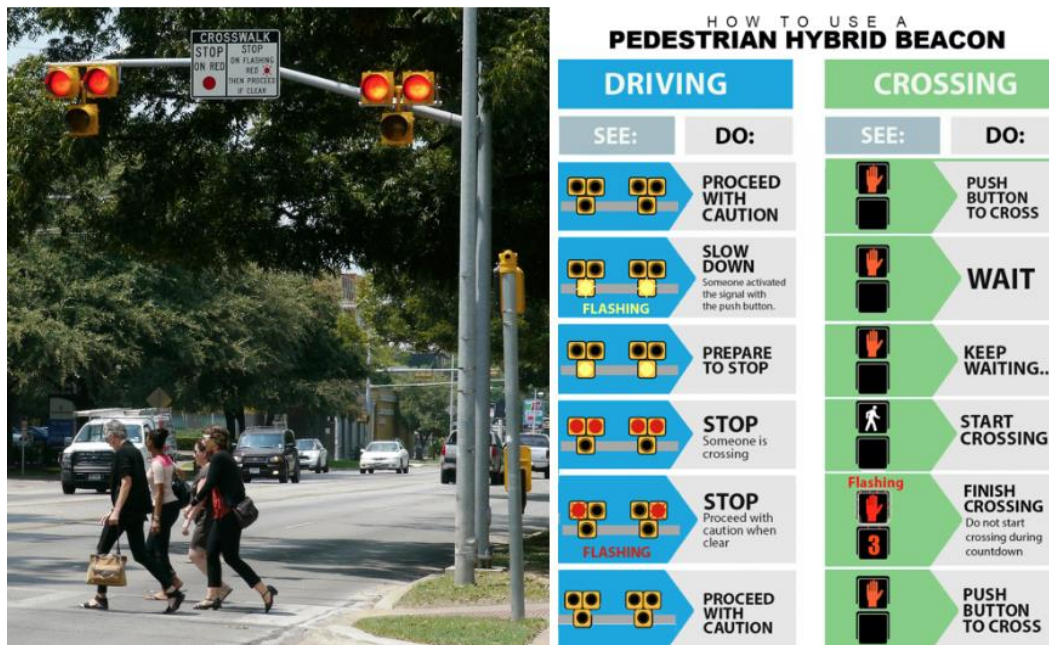 CROSSWALK
STOP
ON RED
STOP
ON FLASHING
RED
THEN PROCEED
IF CLEAR
HOW TO USE A
PEDESTRIAN HYBRID BEACON
DRIVING
SEE:
DO:
PROCEED
WITH
CAUTION
FLASHING
SLOW
DOWN
Someone activated
the signal with
the push button.
PREPARE
TO STOP
STOP
Someone is
crossing
FLASHING
STOP
Proceed with
caution when
clear
PROCEED
WITH
CAUTION
CROSSING
SEE:
DO:
PUSH
BUTTON
TO CROSS
WAIT
KEEP
WAITING..
START
CROSSING
Flashing
3
FINISH
CROSSING
Do not start
crossing during
countdown
PUSH
BUTTON
TO CROSS